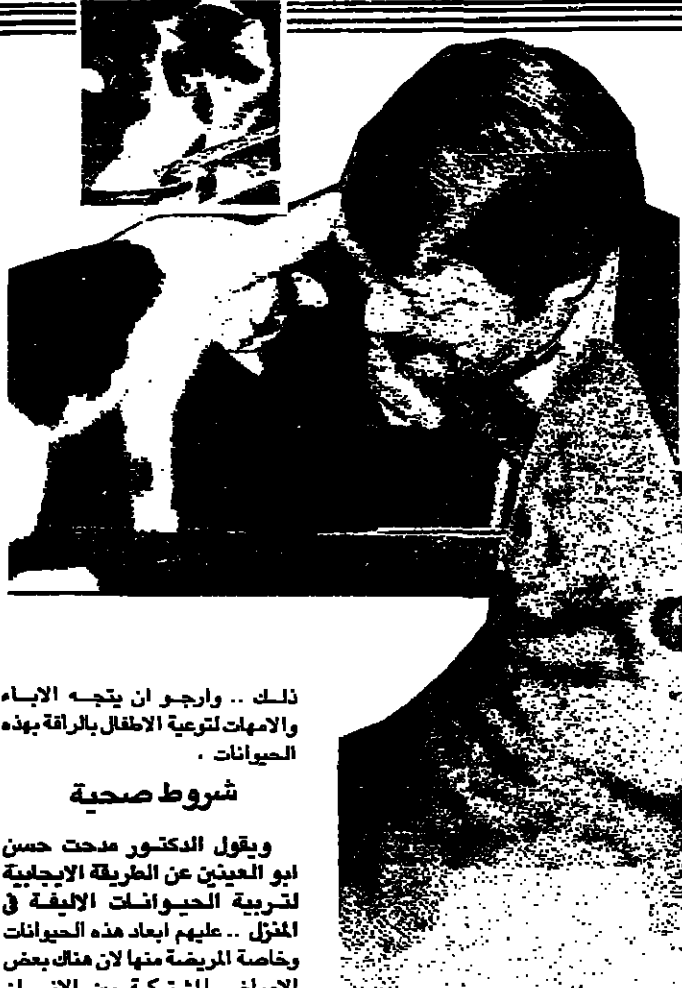 ذلك .. وارجو ان يتجه الاباء
والامهات لتوعية الاطفال بالرأفة بهذه
الحيوانات .
شروط صحية
ويقول الدكتور مدحت حسن
ابو العينين عن الطريقة الايجابية
لتربية الحيوانات الاليفة في
المنزل .. عليهم ابعاد هذه الحيوانات
وخاصة المريضة منها لان هناك بعض